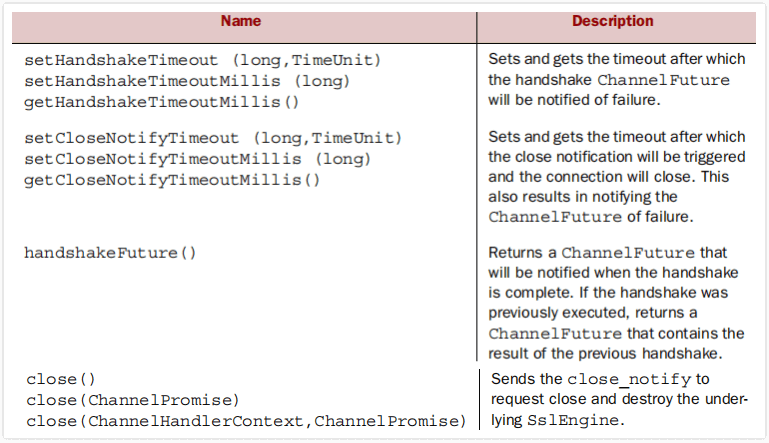 Name Description
setHandshakeTimeout (long,TimeUnit)
setHandshakeTimeoutMillis (long)
getHandshakeTimeoutMillis()
Sets and gets the timeout after which
the handshake ChannelFuture
will be notified of failure.
setCloseNotifyTimeout (long,TimeUnit)
setCloseNotifyTimeoutMillis (long)
getCloseNotifyTimeoutMillis()
Sets and gets the timeout after which
the close notification will be triggered
and the connection will close. This
also results in notifying the
ChannelFuture of failure.
handshakeFuture()
Returns a ChannelFuture that
will be notified when the handshake
is complete. If the handshake was
previously executed, returns a
ChannelFuture that contains the
result of the previous handshake.
close()
close(ChannelPromise)
close(ChannelHandlerContext,ChannelPromise)
Sends the close_notify to
request close and destroy the under-
lying SslEngine.